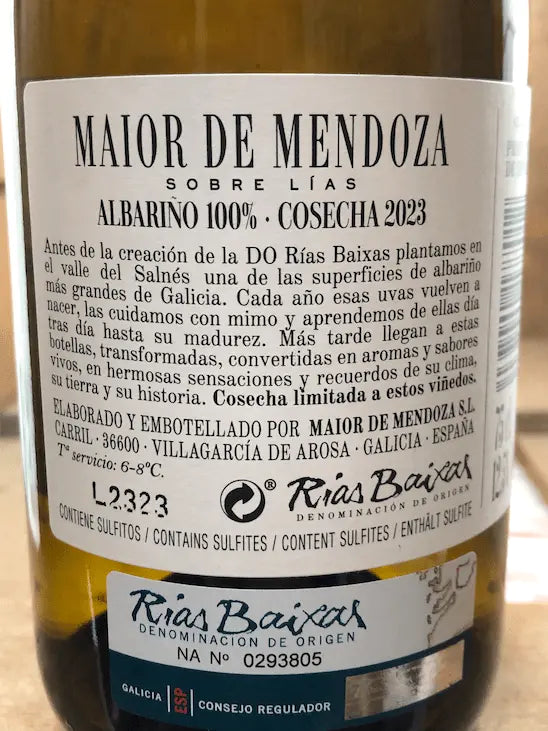 MAIOR DE MENDOZA
SOBRE LÍAS
ALBARIÑO 100% · COSECHA 2023
Antes de la creación de la DO Rías Baixas plantamos en
el valle del Salnés una de las superficies de albariño
más grandes de Galicia. Cada año esas uvas vuelven a
nacer, las cuidamos con mimo y aprendemos de ellas día
tras día hasta su madurez. Más tarde llegan a estas
botellas, transformadas, convertidas en aromas y sabores
vivos, en hermosas sensaciones y recuerdos de su clima,
su tierra y su historia. Cosecha limitada a estos viñedos.
ELABORADO Y EMBOTELLADO POR MAIOR DE MENDOZA S.L.
CARRIL · 36600 · VILLAGARCÍA DE AROSA · GALICIA · ESPAÑA
Tª servicio: 6-8ºC.
L2323
®
Rías Baixas
DENOMINACIÓN DE ORIGEN
CONTIENE SULFITOS / CONTAINS SULFITES / CONTENT SULFITES / ENTHÄLT SULFITE
Rías Baixas
DENOMINACION DE ORIGEN
NA Nº 0293805
GALICIA ESP CONSEJO REGULADOR